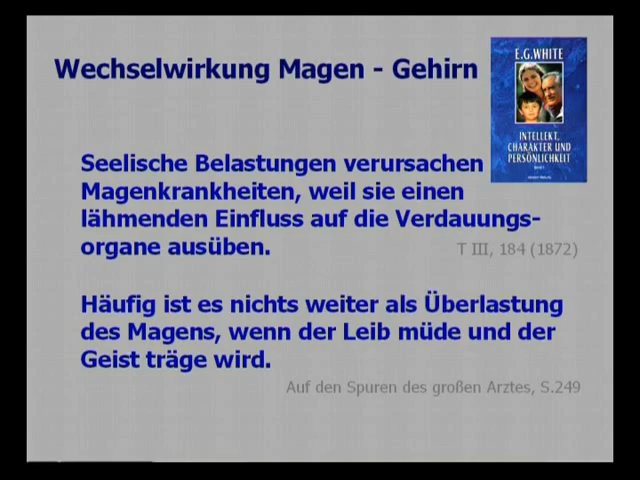 Wechselwirkung Magen - Gehirn
E.G.WHITE
INTELLEKT,
CHARAKTER UND
PERSÖNLICHKEIT
Seelische Belastungen verursachen
Magenkrankheiten, weil sie einen
lähmenden Einfluss auf die Verdauungs-
organe ausüben.
T III, 184 (1872)
Häufig ist es nichts weiter als Überlastung
des Magens, wenn der Leib müde und der
Geist träge wird.
Auf den Spuren des großen Arztes, S.249